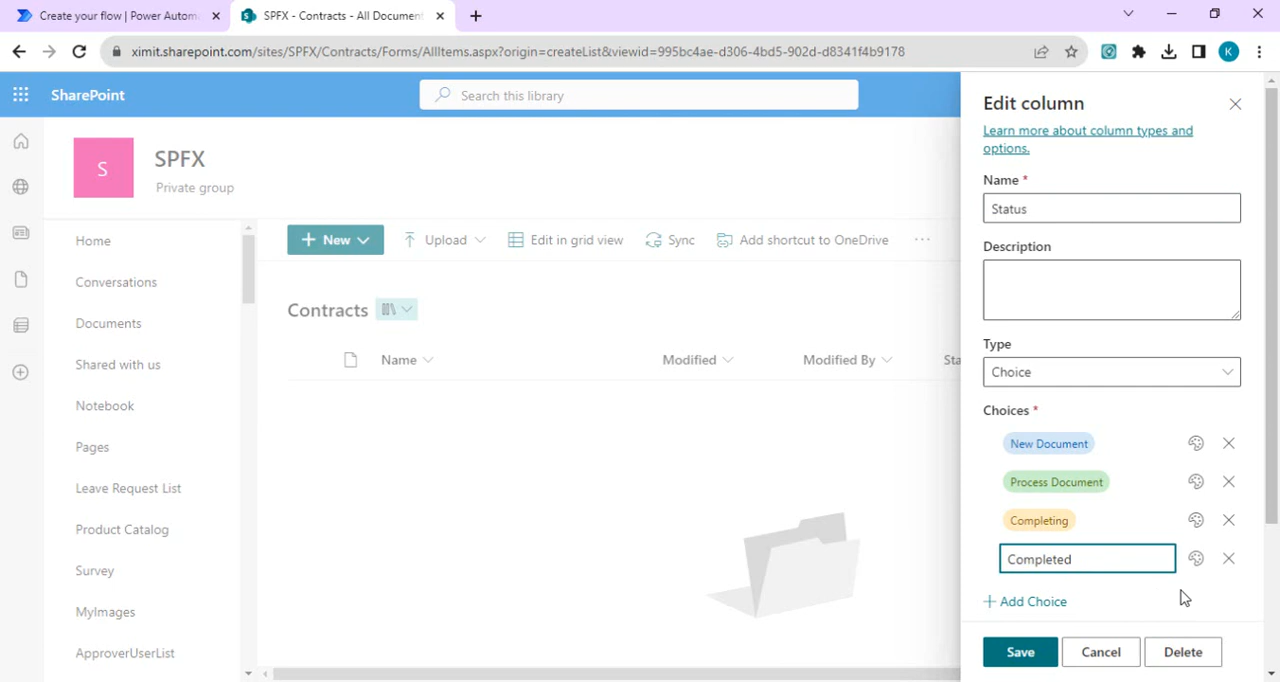 Create your flow | Power Autom
SPFX - Contracts - All Documen
ximit.sharepoint.com/sites/SPFX/Contracts/Forms/AllItems.aspx?origin=createList&viewid=995bc4ae-d306-4bd5-902d-d8341f4b9178
K
SharePoint
Search this library
S
SPFX
Private group
Home
Conversations
Documents
Shared with us
Notebook
Pages
Leave Request List
Product Catalog
Survey
MyImages
ApproverUserList
+ New
Upload
Edit in grid view
Sync
Add shortcut to OneDrive
...
Contracts
Name
Modified
Modified By
Sta
Edit column
Learn more about column types and
options.
Name *
Status
Description
Type
Choice
Choices *
New Document
Process Document
Completing
Completed
+ Add Choice
Save
Cancel
Delete